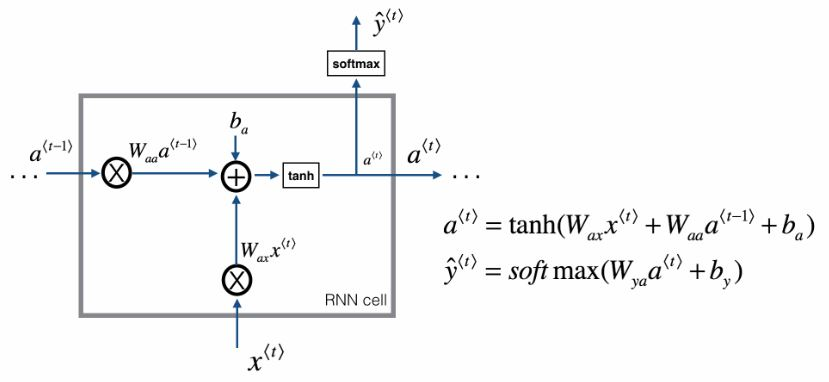 ŷ⟨t⟩
softmax
b_a
a⟨t−1⟩
W_aa a⟨t−1⟩
a⟨t⟩
a⟨t⟩
... × + tanh ...
a⟨t⟩ = tanh(W_ax x⟨t⟩ + W_aa a⟨t−1⟩ + b_a)
W_ax x⟨t⟩
ŷ⟨t⟩ = softmax(W_ya a⟨t⟩ + b_y)
×
RNN cell
x⟨t⟩